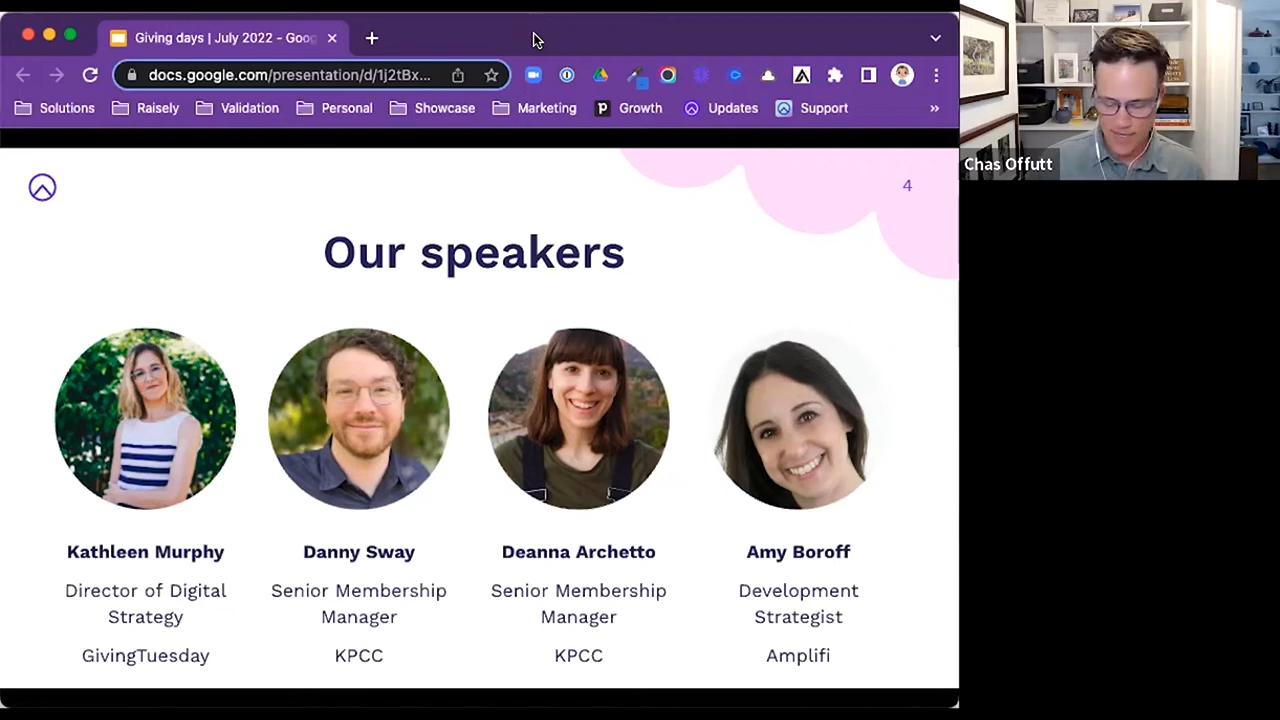 Giving days | July 2022 - Goo
docs.google.com/presentation/d/1j2tBx...
Solutions
Raisely
Validation
Personal
Showcase
Marketing
Growth
Updates
Support
»
Chas Offutt
4
Our speakers
Kathleen Murphy
Director of Digital
Strategy
GivingTuesday
Danny Sway
Senior Membership
Manager
KPCC
Deanna Archetto
Senior Membership
Manager
KPCC
Amy Boroff
Development
Strategist
Amplifi